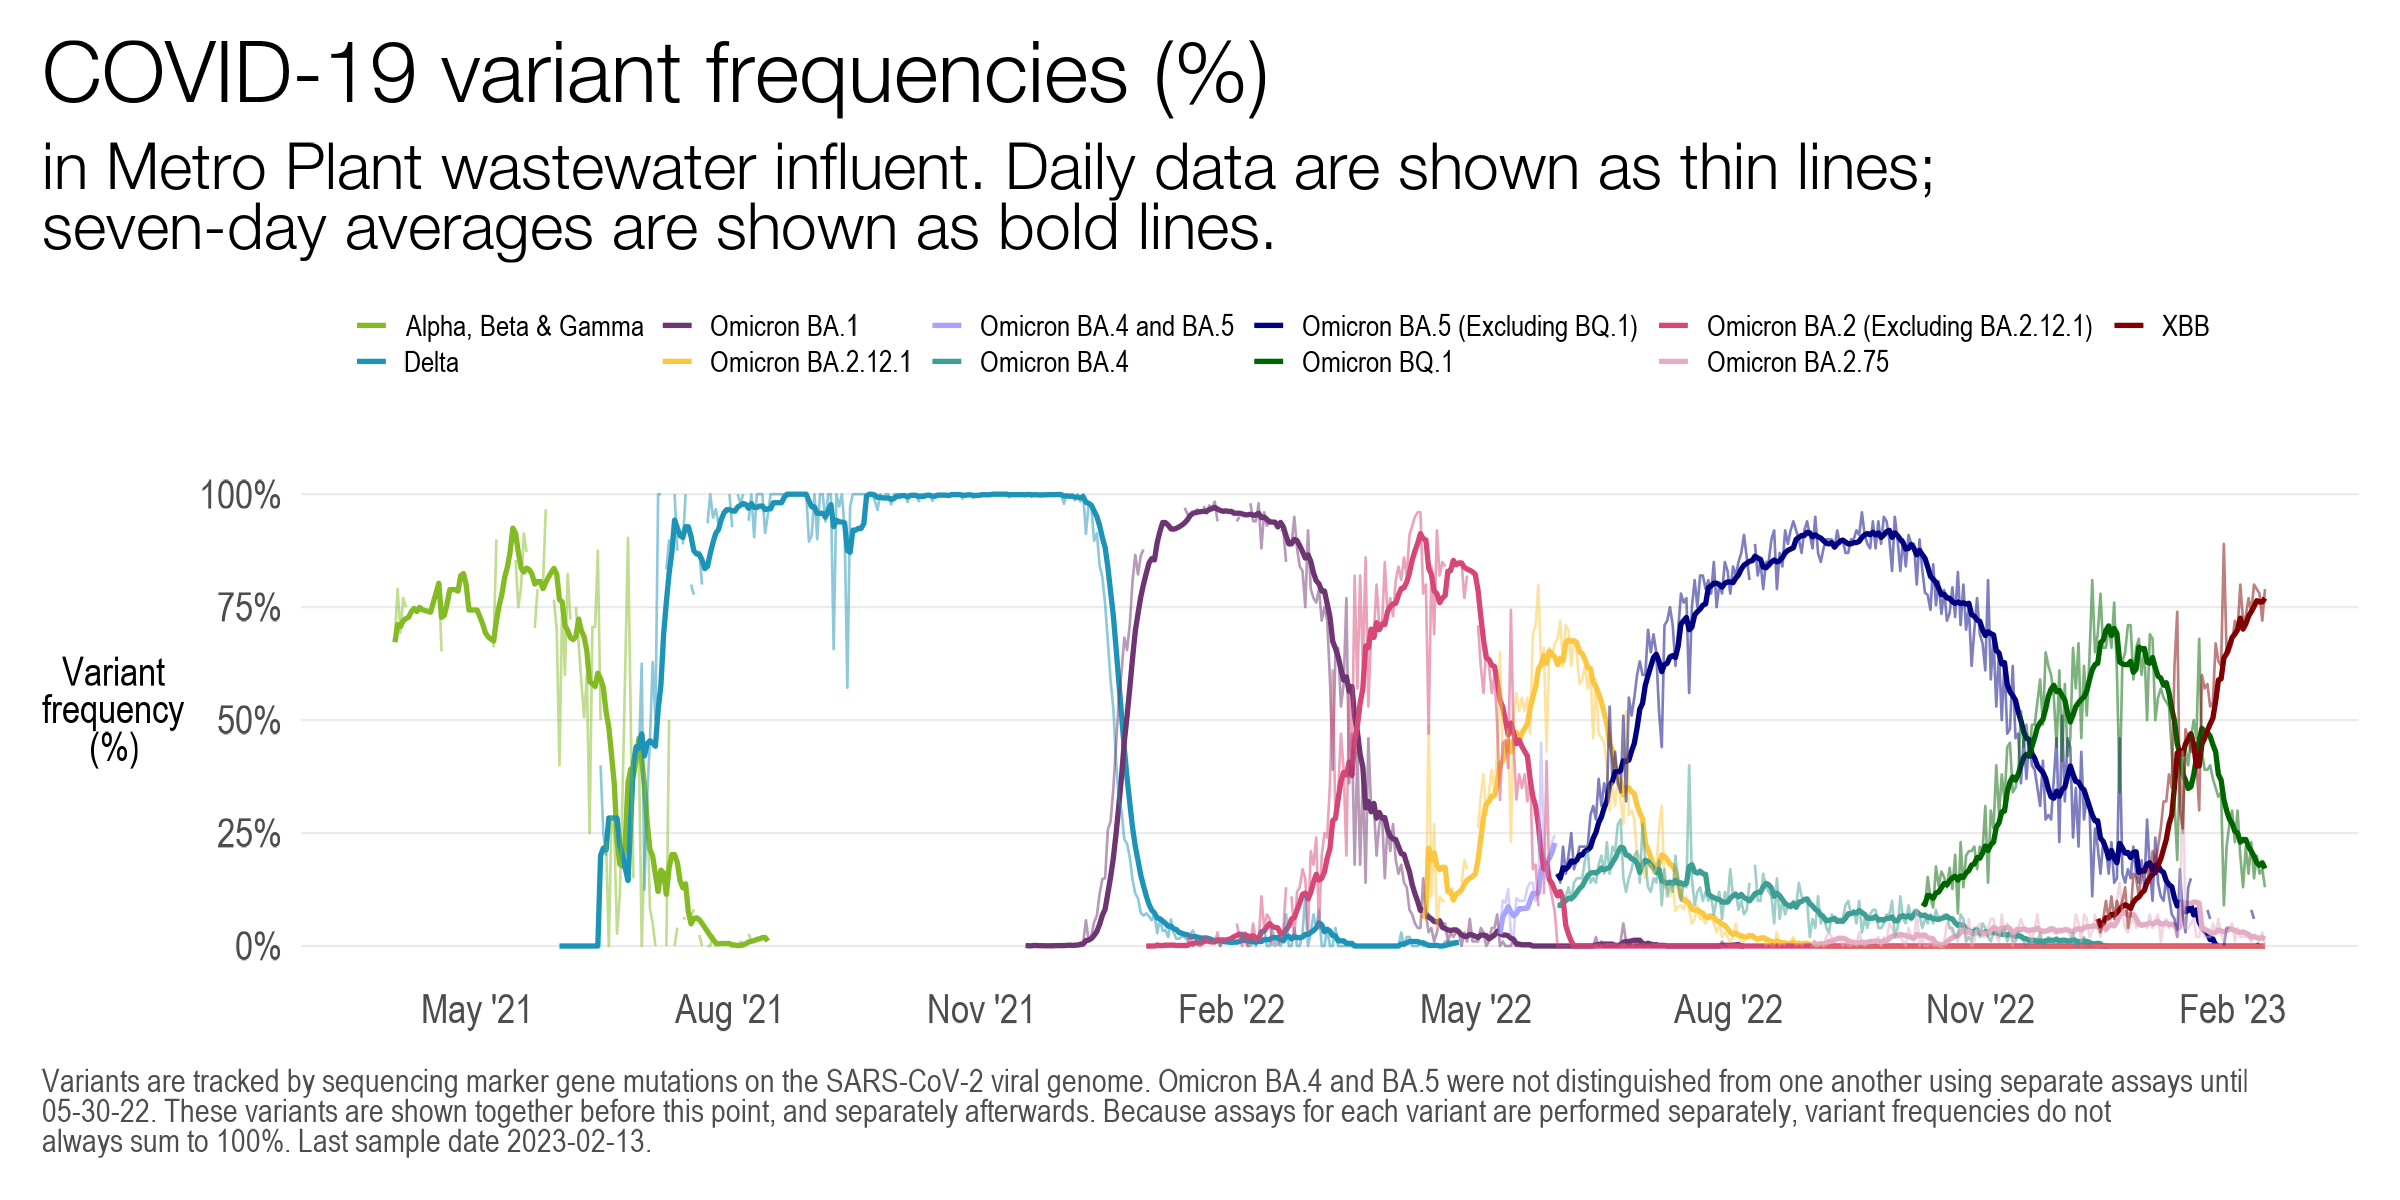 COVID-19 variant frequencies (%)
in Metro Plant wastewater influent. Daily data are shown as thin lines;
seven-day averages are shown as bold lines.
Alpha, Beta & Gamma
Omicron BA.1
Omicron BA.4 and BA.5
Omicron BA.5 (Excluding BQ.1)
Omicron BA.2 (Excluding BA.2.12.1)
XBB
Delta
Omicron BA.2.12.1
Omicron BA.4
Omicron BQ.1
Omicron BA.2.75
100%
75%
50%
25%
0%
Variant
frequency
(%)
May '21
Aug '21
Nov '21
Feb '22
May '22
Aug '22
Nov '22
Feb '23
Variants are tracked by sequencing marker gene mutations on the SARS-CoV-2 viral genome. Omicron BA.4 and BA.5 were not distinguished from one another using separate assays until
05-30-22. These variants are shown together before this point, and separately afterwards. Because assays for each variant are performed separately, variant frequencies do not
always sum to 100%. Last sample date 2023-02-13.